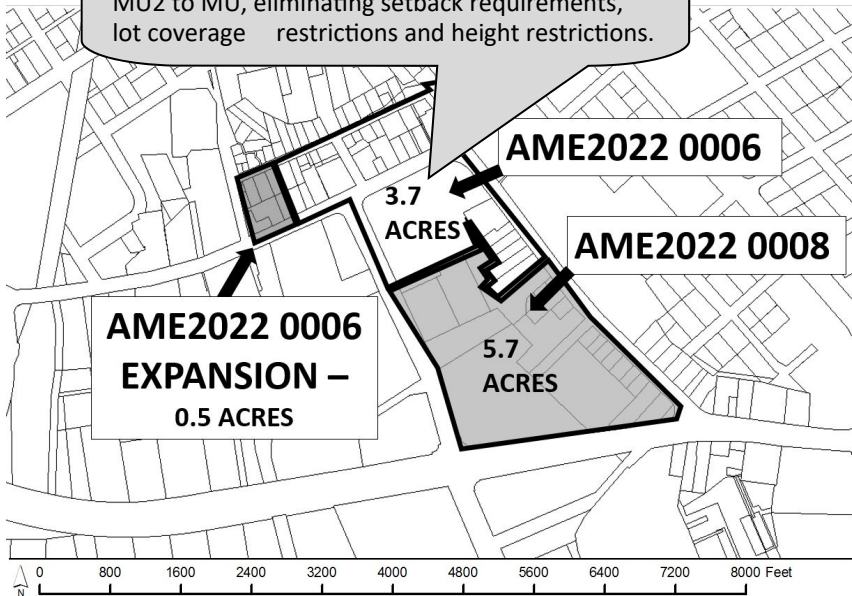 MU2 to MU, eliminating setback requirements,
lot coverage restrictions and height restrictions.
AME2022 0006
3.7
ACRES
AME2022 0008
AME2022 0006
EXPANSION –
0.5 ACRES
5.7
ACRES
N
0 800 1600 2400 3200 4000 4800 5600 6400 7200 8000 Feet